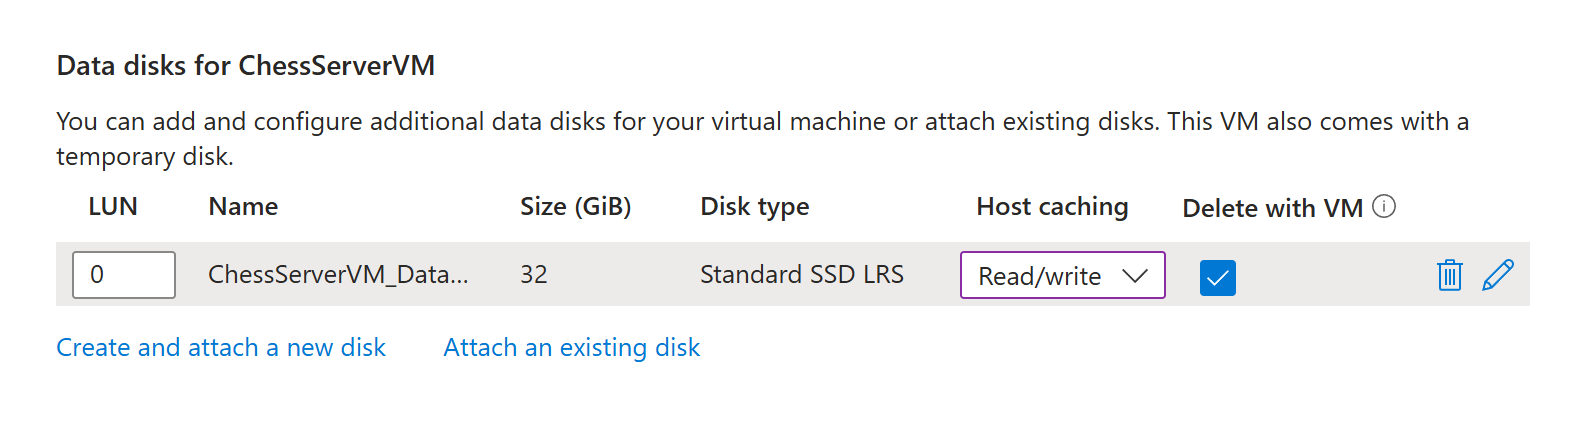 Data disks for ChessServerVM
You can add and configure additional data disks for your virtual machine or attach existing disks. This VM also comes with a
temporary disk.
LUN Name Size (GiB) Disk type Host caching Delete with VM
0 ChessServerVM_Data... 32 Standard SSD LRS Read/write
Create and attach a new disk Attach an existing disk